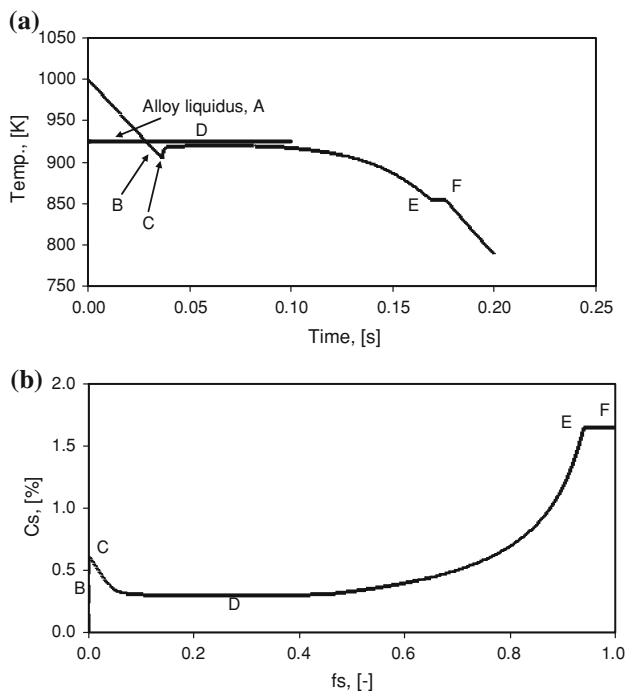 (a)
1050
1000
950
900
850
800
750
Temp., [K]
Alloy liquidus, A
D
B
C
E
F
0.00
0.05
0.10
0.15
0.20
0.25
Time, [s]
(b)
2.0
1.5
1.0
0.5
0.0
Cs, [%]
E
F
C
B
D
0.0
0.2
0.4
0.6
0.8
1.0
fs, [-]